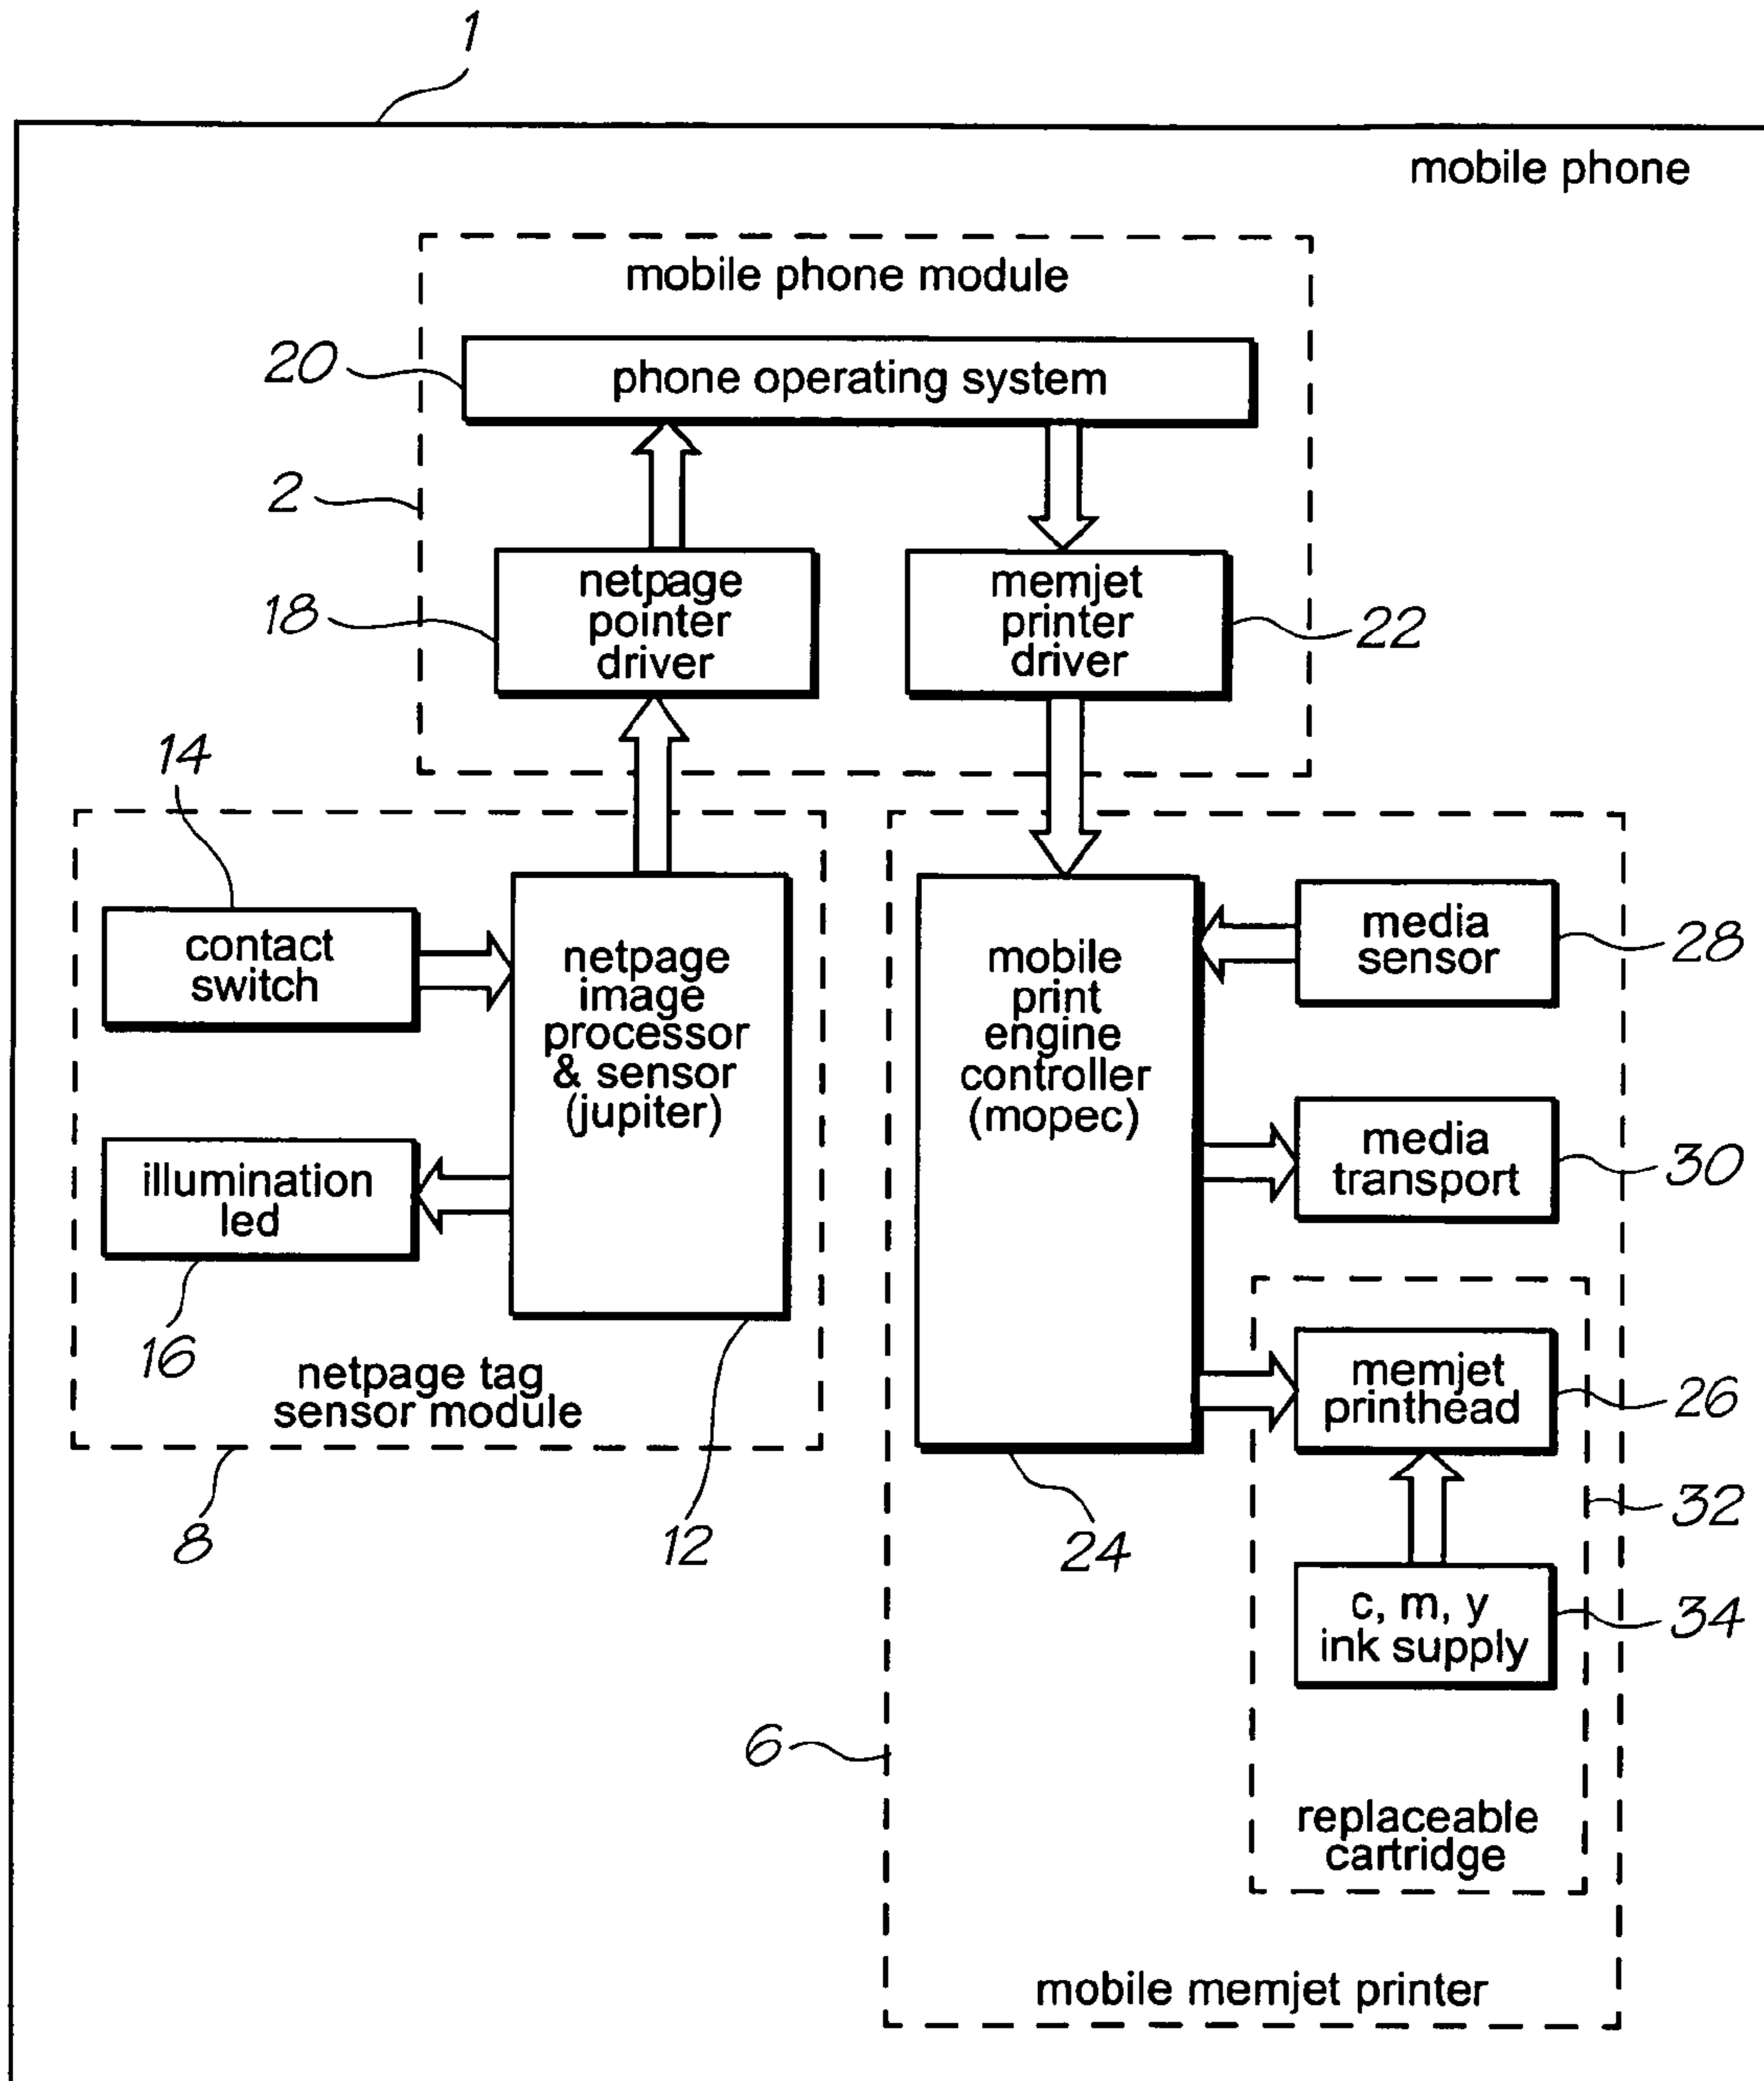 1
mobile phone
mobile phone module
20
phone operating system
2
18
netpage
pointer
driver
memjet
printer
driver
22
14
contact
switch
netpage
image
processor
& sensor
(jupiter)
illumination
led
16
netpage tag
sensor module
8
12
mobile
print
engine
controller
(mopec)
media
sensor
28
media
transport
30
memjet
printhead
26
24
32
c, m, y
ink supply
34
6
replaceable
cartridge
mobile memjet printer